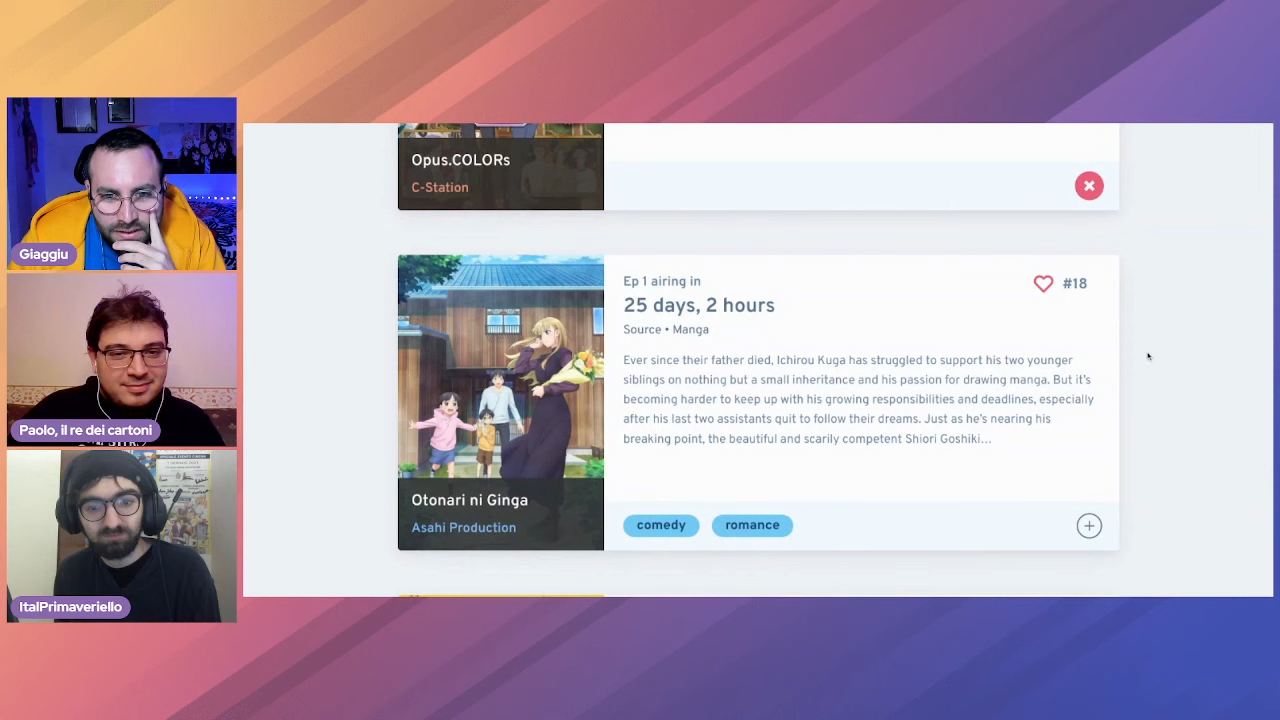 Giaggiu
Paolo, il re dei cartoni
ItalPrimaveriello
Opus.COLORs
C-Station
Otonari ni Ginga
Asahi Production
Ep 1 airing in
25 days, 2 hours
Source • Manga
#18
Ever since their father died, Ichirou Kuga has struggled to support his two younger
siblings on nothing but a small inheritance and his passion for drawing manga. But it's
becoming harder to keep up with his growing responsibilities and deadlines, especially
after his last two assistants quit to follow their dreams. Just as he's nearing his
breaking point, the beautiful and scarily competent Shiori Goshiki...
comedy
romance